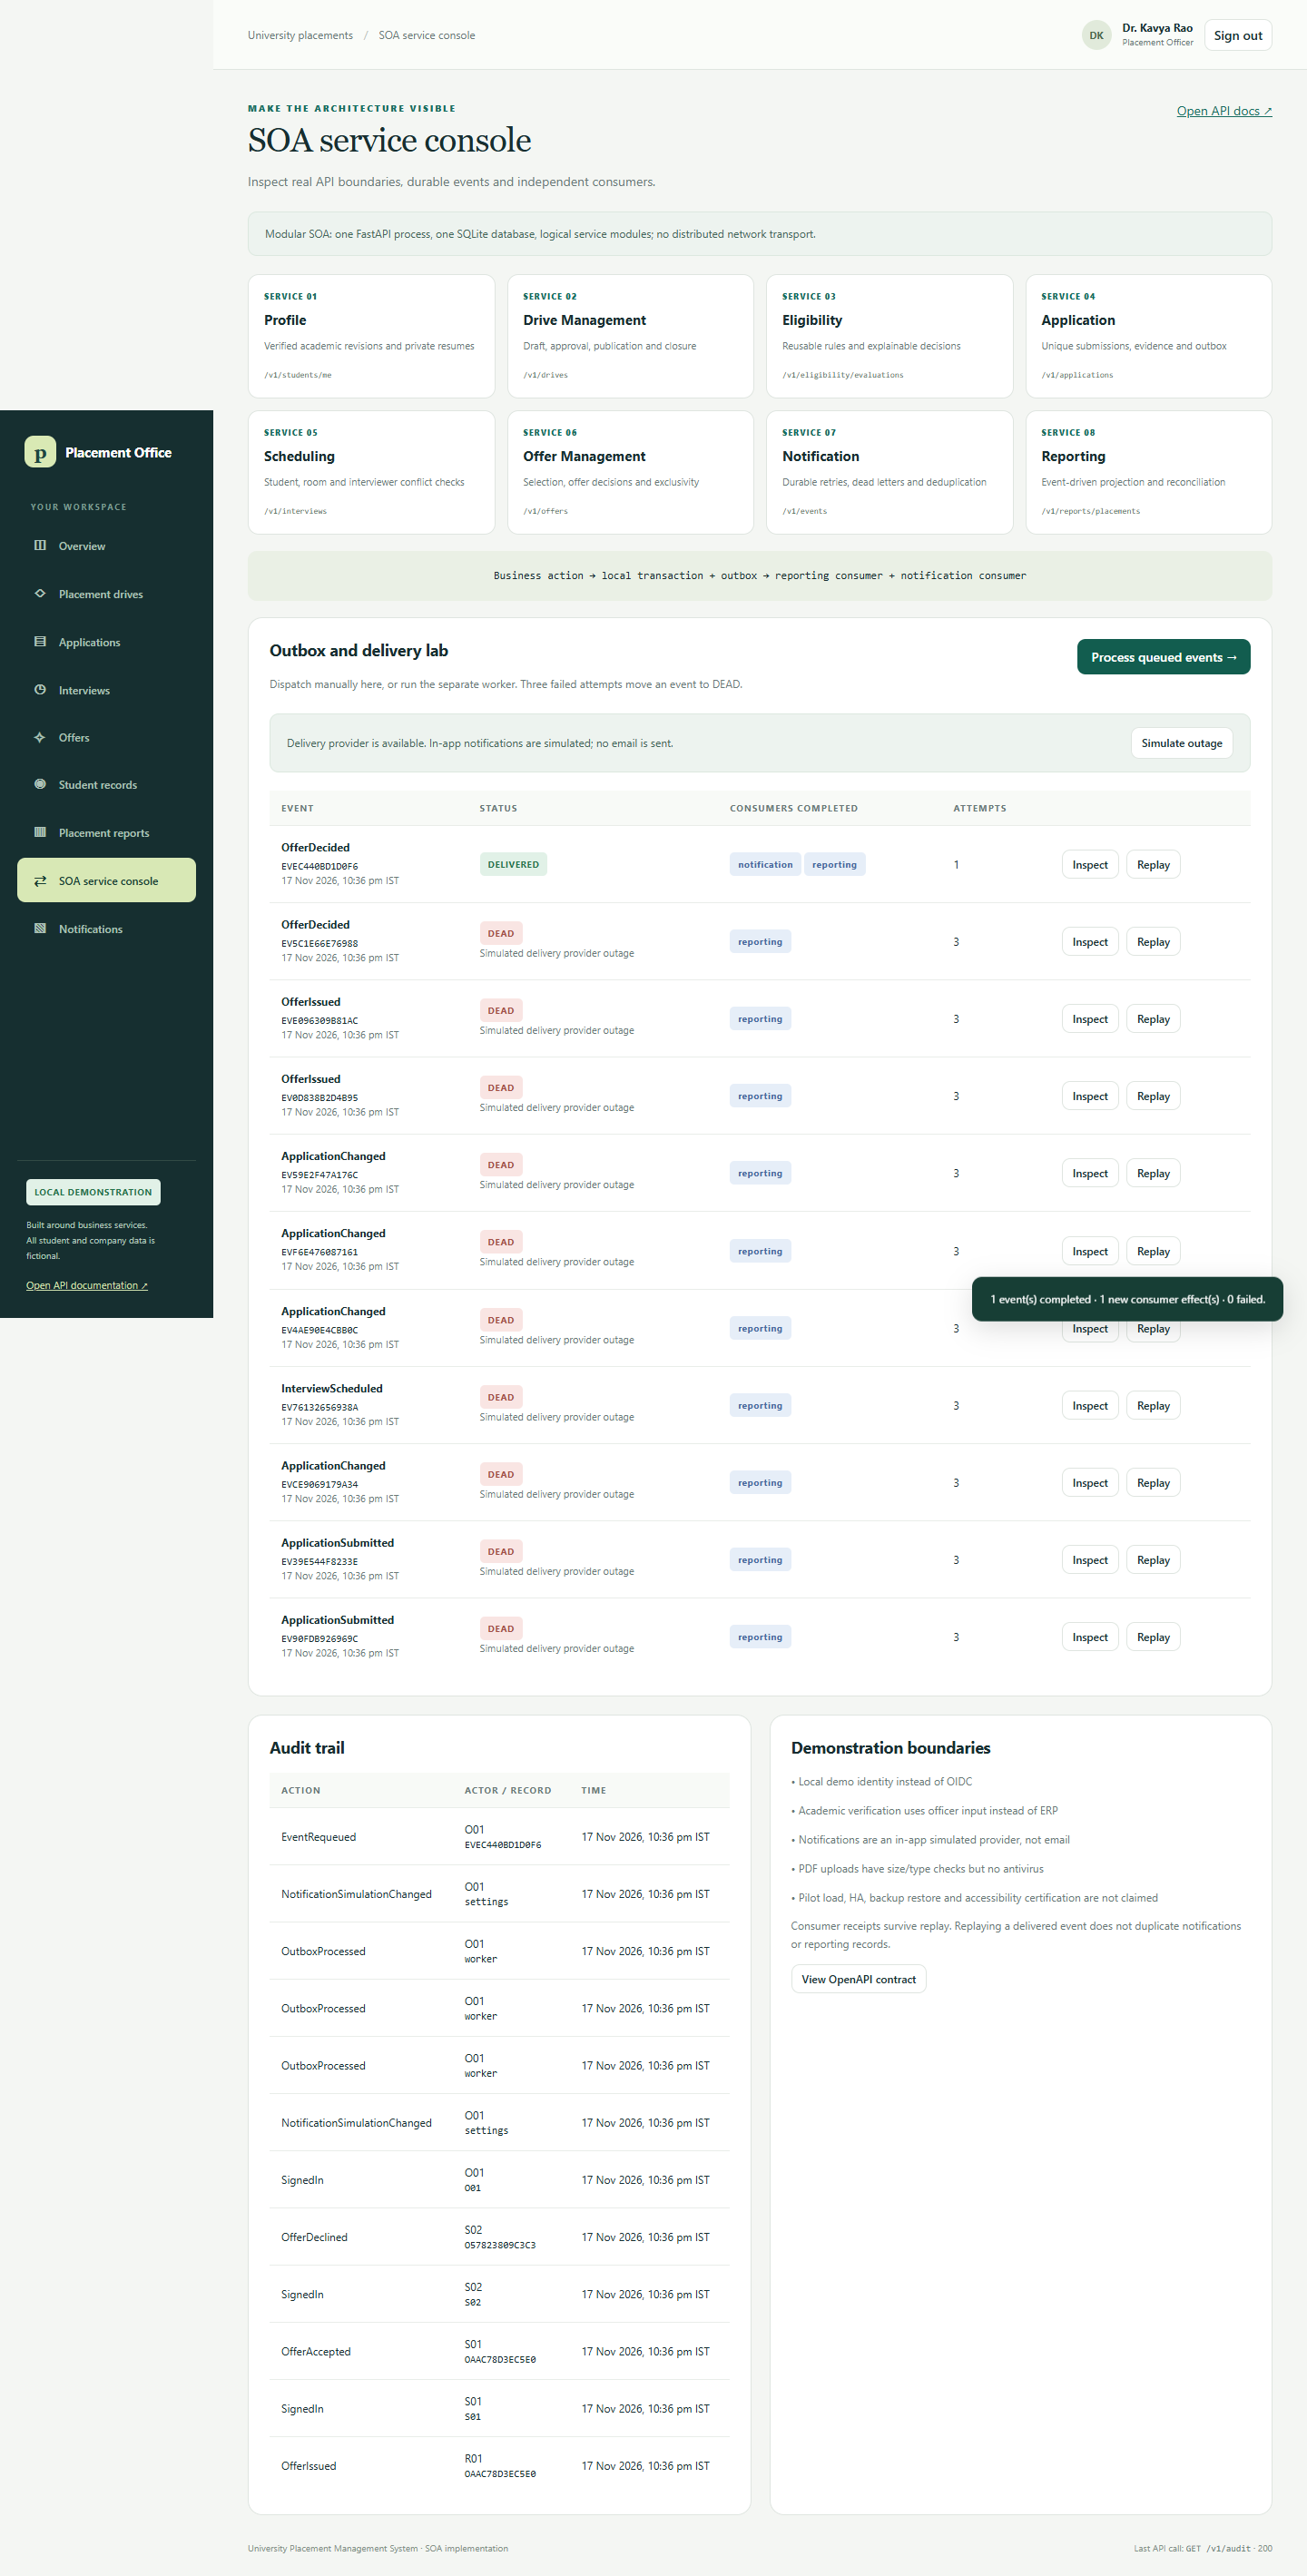 University placements / SOA service console
DK
Dr. Kavya Rao
Placement Officer
Sign out
MAKE THE ARCHITECTURE VISIBLE
Open API docs ↗
SOA service console
Inspect real API boundaries, durable events and independent consumers.
Modular SOA: one FastAPI process, one SQLite database, logical service modules; no distributed network transport.
SERVICE 01
Profile
Verified academic revisions and private resumes
/v1/students/me
SERVICE 02
Drive Management
Draft, approval, publication and closure
/v1/drives
SERVICE 03
Eligibility
Reusable rules and explainable decisions
/v1/eligibility/evaluations
SERVICE 04
Application
Unique submissions, evidence and outbox
/v1/applications
SERVICE 05
Scheduling
Student, room and interviewer conflict checks
/v1/interviews
SERVICE 06
Offer Management
Selection, offer decisions and exclusivity
/v1/offers
SERVICE 07
Notification
Durable retries, dead letters and deduplication
/v1/events
SERVICE 08
Reporting
Event-driven projection and reconciliation
/v1/reports/placements
p Placement Office
YOUR WORKSPACE
Overview
Placement drives
Applications
Interviews
Offers
Student records
Placement reports
SOA service console
Notifications
LOCAL DEMONSTRATION
Built around business services.
All student and company data is
fictional.
Open API documentation ↗
Business action → local transaction + outbox → reporting consumer + notification consumer
Outbox and delivery lab
Process queued events →
Dispatch manually here, or run the separate worker. Three failed attempts move an event to DEAD.
Delivery provider is available. In-app notifications are simulated; no email is sent.
Simulate outage
EVENT STATUS CONSUMERS COMPLETED ATTEMPTS
OfferDecided
EVEC440BD1D0F6
17 Nov 2026, 10:36 pm IST
DELIVERED
notification reporting
1
Inspect Replay
OfferDecided
EV5C1E66E76988
17 Nov 2026, 10:36 pm IST
DEAD
Simulated delivery provider outage
reporting
3
Inspect Replay
OfferIssued
EVE096309B81AC
17 Nov 2026, 10:36 pm IST
DEAD
Simulated delivery provider outage
reporting
3
Inspect Replay
OfferIssued
EV0D838B2D4B95
17 Nov 2026, 10:36 pm IST
DEAD
Simulated delivery provider outage
reporting
3
Inspect Replay
ApplicationChanged
EV59E2F47A176C
17 Nov 2026, 10:36 pm IST
DEAD
Simulated delivery provider outage
reporting
3
Inspect Replay
ApplicationChanged
EVF6E476087161
17 Nov 2026, 10:36 pm IST
DEAD
Simulated delivery provider outage
reporting
3
Inspect Replay
1 event(s) completed · 1 new consumer effect(s) · 0 failed.
ApplicationChanged
EV4AE90E4CBB0C
17 Nov 2026, 10:36 pm IST
DEAD
Simulated delivery provider outage
reporting
3
Inspect Replay
InterviewScheduled
EV76132656938A
17 Nov 2026, 10:36 pm IST
DEAD
Simulated delivery provider outage
reporting
3
Inspect Replay
ApplicationChanged
EVCE9069179A34
17 Nov 2026, 10:36 pm IST
DEAD
Simulated delivery provider outage
reporting
3
Inspect Replay
ApplicationSubmitted
EV39E544F8233E
17 Nov 2026, 10:36 pm IST
DEAD
Simulated delivery provider outage
reporting
3
Inspect Replay
ApplicationSubmitted
EV90FDB926969C
17 Nov 2026, 10:36 pm IST
DEAD
Simulated delivery provider outage
reporting
3
Inspect Replay
Audit trail
ACTION ACTOR / RECORD TIME
EventRequeued O01 17 Nov 2026, 10:36 pm IST
EVEC440BD1D0F6
NotificationSimulationChanged O01 17 Nov 2026, 10:36 pm IST
settings
OutboxProcessed O01 17 Nov 2026, 10:36 pm IST
worker
OutboxProcessed O01 17 Nov 2026, 10:36 pm IST
worker
OutboxProcessed O01 17 Nov 2026, 10:36 pm IST
worker
NotificationSimulationChanged O01 17 Nov 2026, 10:36 pm IST
settings
SignedIn O01 17 Nov 2026, 10:36 pm IST
O01
OfferDeclined S02 17 Nov 2026, 10:36 pm IST
O57823809C3C3
SignedIn S02 17 Nov 2026, 10:36 pm IST
S02
OfferAccepted S01 17 Nov 2026, 10:36 pm IST
OAAC78D3EC5E0
SignedIn S01 17 Nov 2026, 10:36 pm IST
S01
OfferIssued R01 17 Nov 2026, 10:36 pm IST
OAAC78D3EC5E0
Demonstration boundaries
• Local demo identity instead of OIDC
• Academic verification uses officer input instead of ERP
• Notifications are an in-app simulated provider, not email
• PDF uploads have size/type checks but no antivirus
• Pilot load, HA, backup restore and accessibility certification are not claimed
Consumer receipts survive replay. Replaying a delivered event does not duplicate notifications
or reporting records.
View OpenAPI contract
University Placement Management System · SOA implementation
Last API call: GET /v1/audit · 200